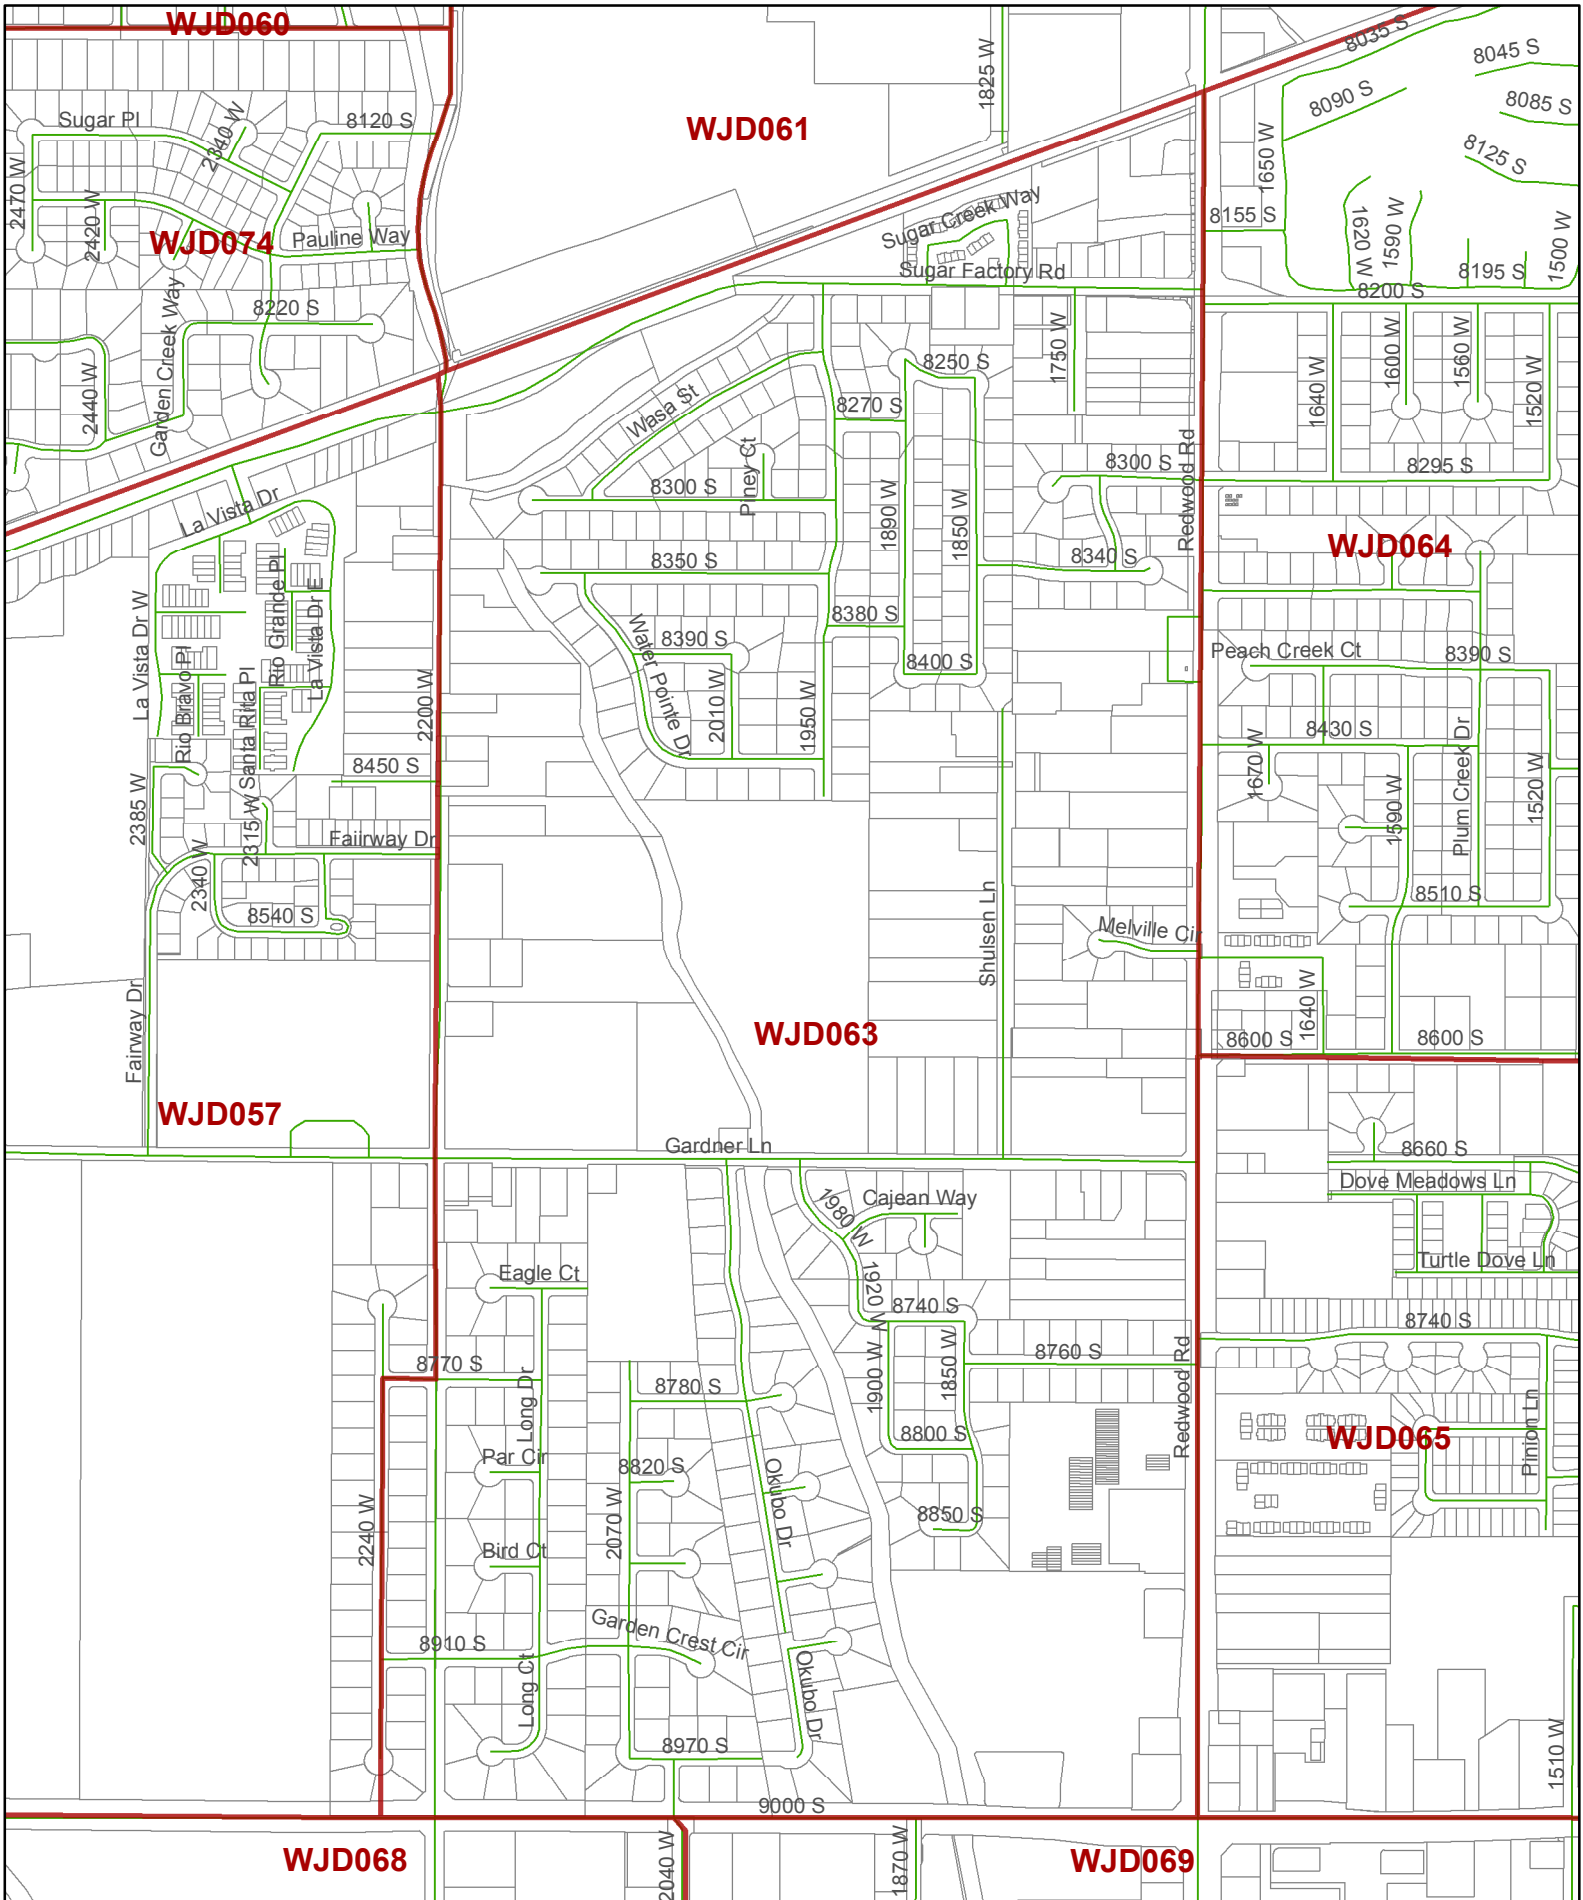 WJD060
8035 S
8045 S
1825 W
8090 S
8085 S
Sugar Pl
2340 W
8120 S
WJD061
8125 S
1650 W
2470 W
2420 W
WJD074
Pauline Way
Sugar Creek Way
8155 S
1620 W
1590 W
1500 W
Sugar Factory Rd
8195 S
8200 S
Garden Creek Way
8220 S
2440 W
1750 W
1640 W
1600 W
1560 W
1520 W
8250 S
Wasa St
8270 S
Piney Ct
8300 S
8300 S
8295 S
Redwood Rd
La Vista Dr
1890 W
1850 W
WJD064
8350 S
8340 S
La Vista Dr W
Rio Grande Pl
La Vista Dr E
8380 S
Water Pointe Dr
8390 S
8400 S
Peach Creek Ct
8390 S
Rio Bravo Pl
Santa Rita Pl
2200 W
2010 W
1950 W
8430 S
1670 W
Plum Creek Dr
1520 W
8450 S
2385 W
2315 W
1590 W
Faiirway Dr
2340 W
8540 S
8510 S
Shulsen Ln
Melville Cir
Fairway Dr
1640 W
WJD063
8600 S
8600 S
WJD057
Gardner Ln
8660 S
Dove Meadows Ln
1980 W
Cajean Way
Turtle Dove Ln
Eagle Ct
1920 W
8740 S
8740 S
8770 S
1900 W
1850 W
8760 S
Redwood Rd
8780 S
Long Dr
8800 S
WJD065
Pinion Ln
Par Cir
8820 S
Okubo Dr
2240 W
2070 W
8850 S
Bird Ct
Garden Crest Cir
8910 S
Long Ct
Okubo Dr
8970 S
1510 W
9000 S
WJD068
2040 W
1870 W
WJD069